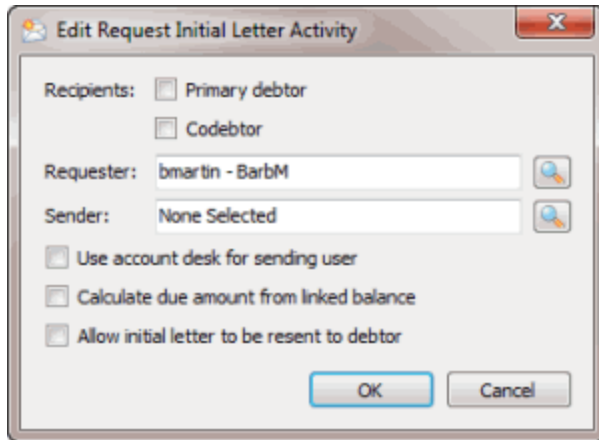 Edit Request Initial Letter Activity
Recipients: Primary debtor
Codebtor
Requester: bmartin - BarbM
Sender: None Selected
Use account desk for sending user
Calculate due amount from linked balance
Allow initial letter to be resent to debtor
OK Cancel